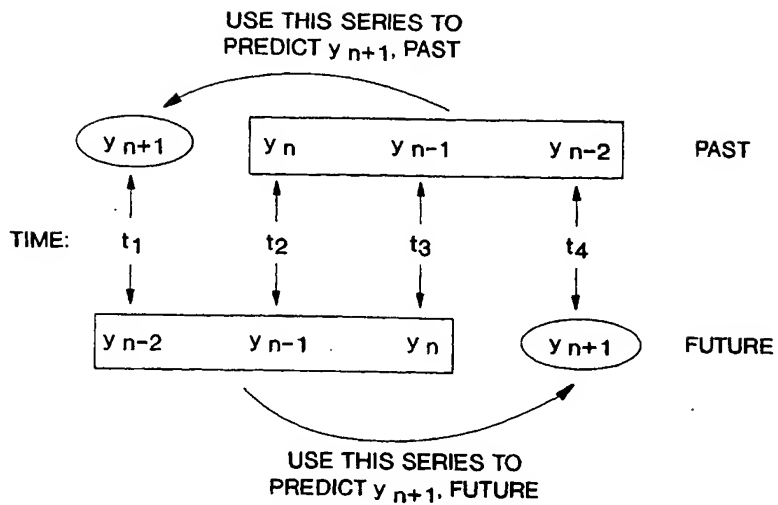 USE THIS SERIES TO
PREDICT y n+1, PAST
y n+1 y n y n-1 y n-2 PAST
TIME: t1 t2 t3 t4
y n-2 y n-1 y n y n+1 FUTURE
USE THIS SERIES TO
PREDICT y n+1, FUTURE